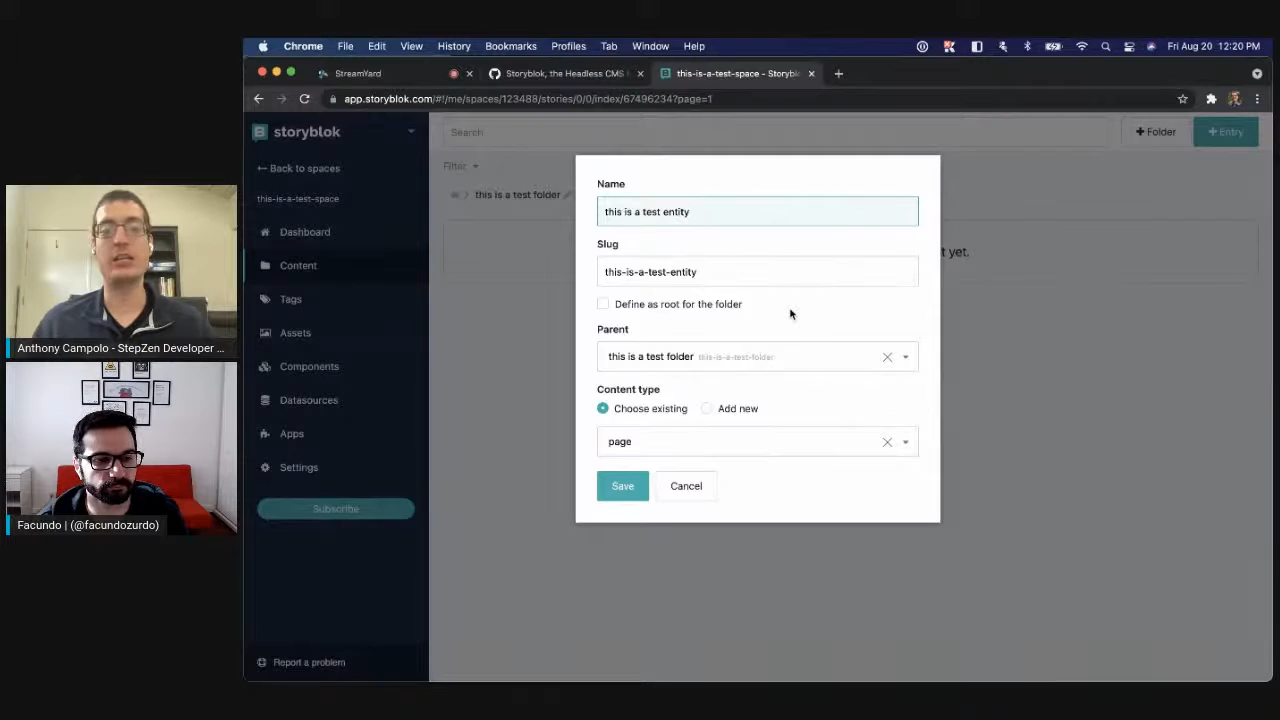 Chrome File Edit View History Bookmarks Profiles Tab Window Help Fri Aug 20 12:20 PM
StreamYard
Storyblok, the Headless CMS
this-is-a-test-space - Storyblo
app.storyblok.com/#!/me/spaces/123488/stories/0/0/index/67496234?page=1
storyblok
Search
+ Folder
+ Entry
← Back to spaces
Filter
this-is-a-test-space
this is a test folder
Dashboard
Content
Tags
Assets
Components
Datasources
Apps
Settings
Subscribe
Report a problem
t yet.
Name
this is a test entity
Slug
this-is-a-test-entity
Define as root for the folder
Parent
this is a test folder this-is-a-test-folder
Content type
Choose existing Add new
page
Save Cancel
Anthony Campolo - StepZen Developer ...
Facundo | (@facundozurdo)